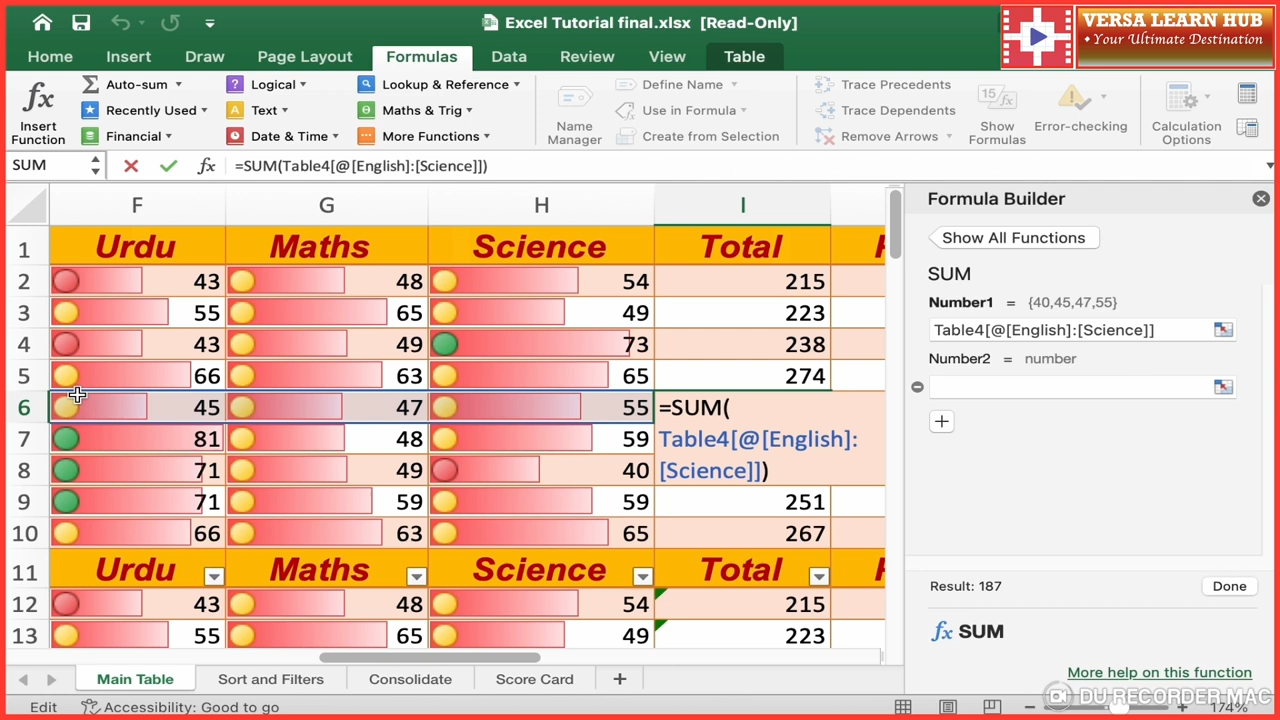 Excel Tutorial final.xlsx [Read-Only]
VERSA LEARN HUB
• Your Ultimate Destination
Home Insert Draw Page Layout Formulas Data Review View Table
Insert Function
Auto-sum
Recently Used
Financial
Logical
Text
Date & Time
Lookup & Reference
Maths & Trig
More Functions
Name Manager
Define Name
Use in Formula
Create from Selection
Trace Precedents
Trace Dependents
Remove Arrows
Show Formulas
Error-checking
Calculation Options
SUM fx =SUM(Table4[@[English]:[Science]])
F G H I
1 Urdu Maths Science Total
2 43 48 54 215
3 55 65 49 223
4 43 49 73 238
5 66 63 65 274
6 45 47 55 =SUM(
7 81 48 59 Table4[@[English]:
8 71 49 40 [Science]])
9 71 59 59 251
10 66 63 65 267
11 Urdu Maths Science Total
12 43 48 54 215
13 55 65 49 223
Formula Builder
Show All Functions
SUM
Number1 = {40,45,47,55}
Table4[@[English]:[Science]]
Number2 = number
Result: 187 Done
fx SUM
More help on this function
Main Table Sort and Filters Consolidate Score Card
Edit Accessibility: Good to go 174%
DU RECORDER MAC